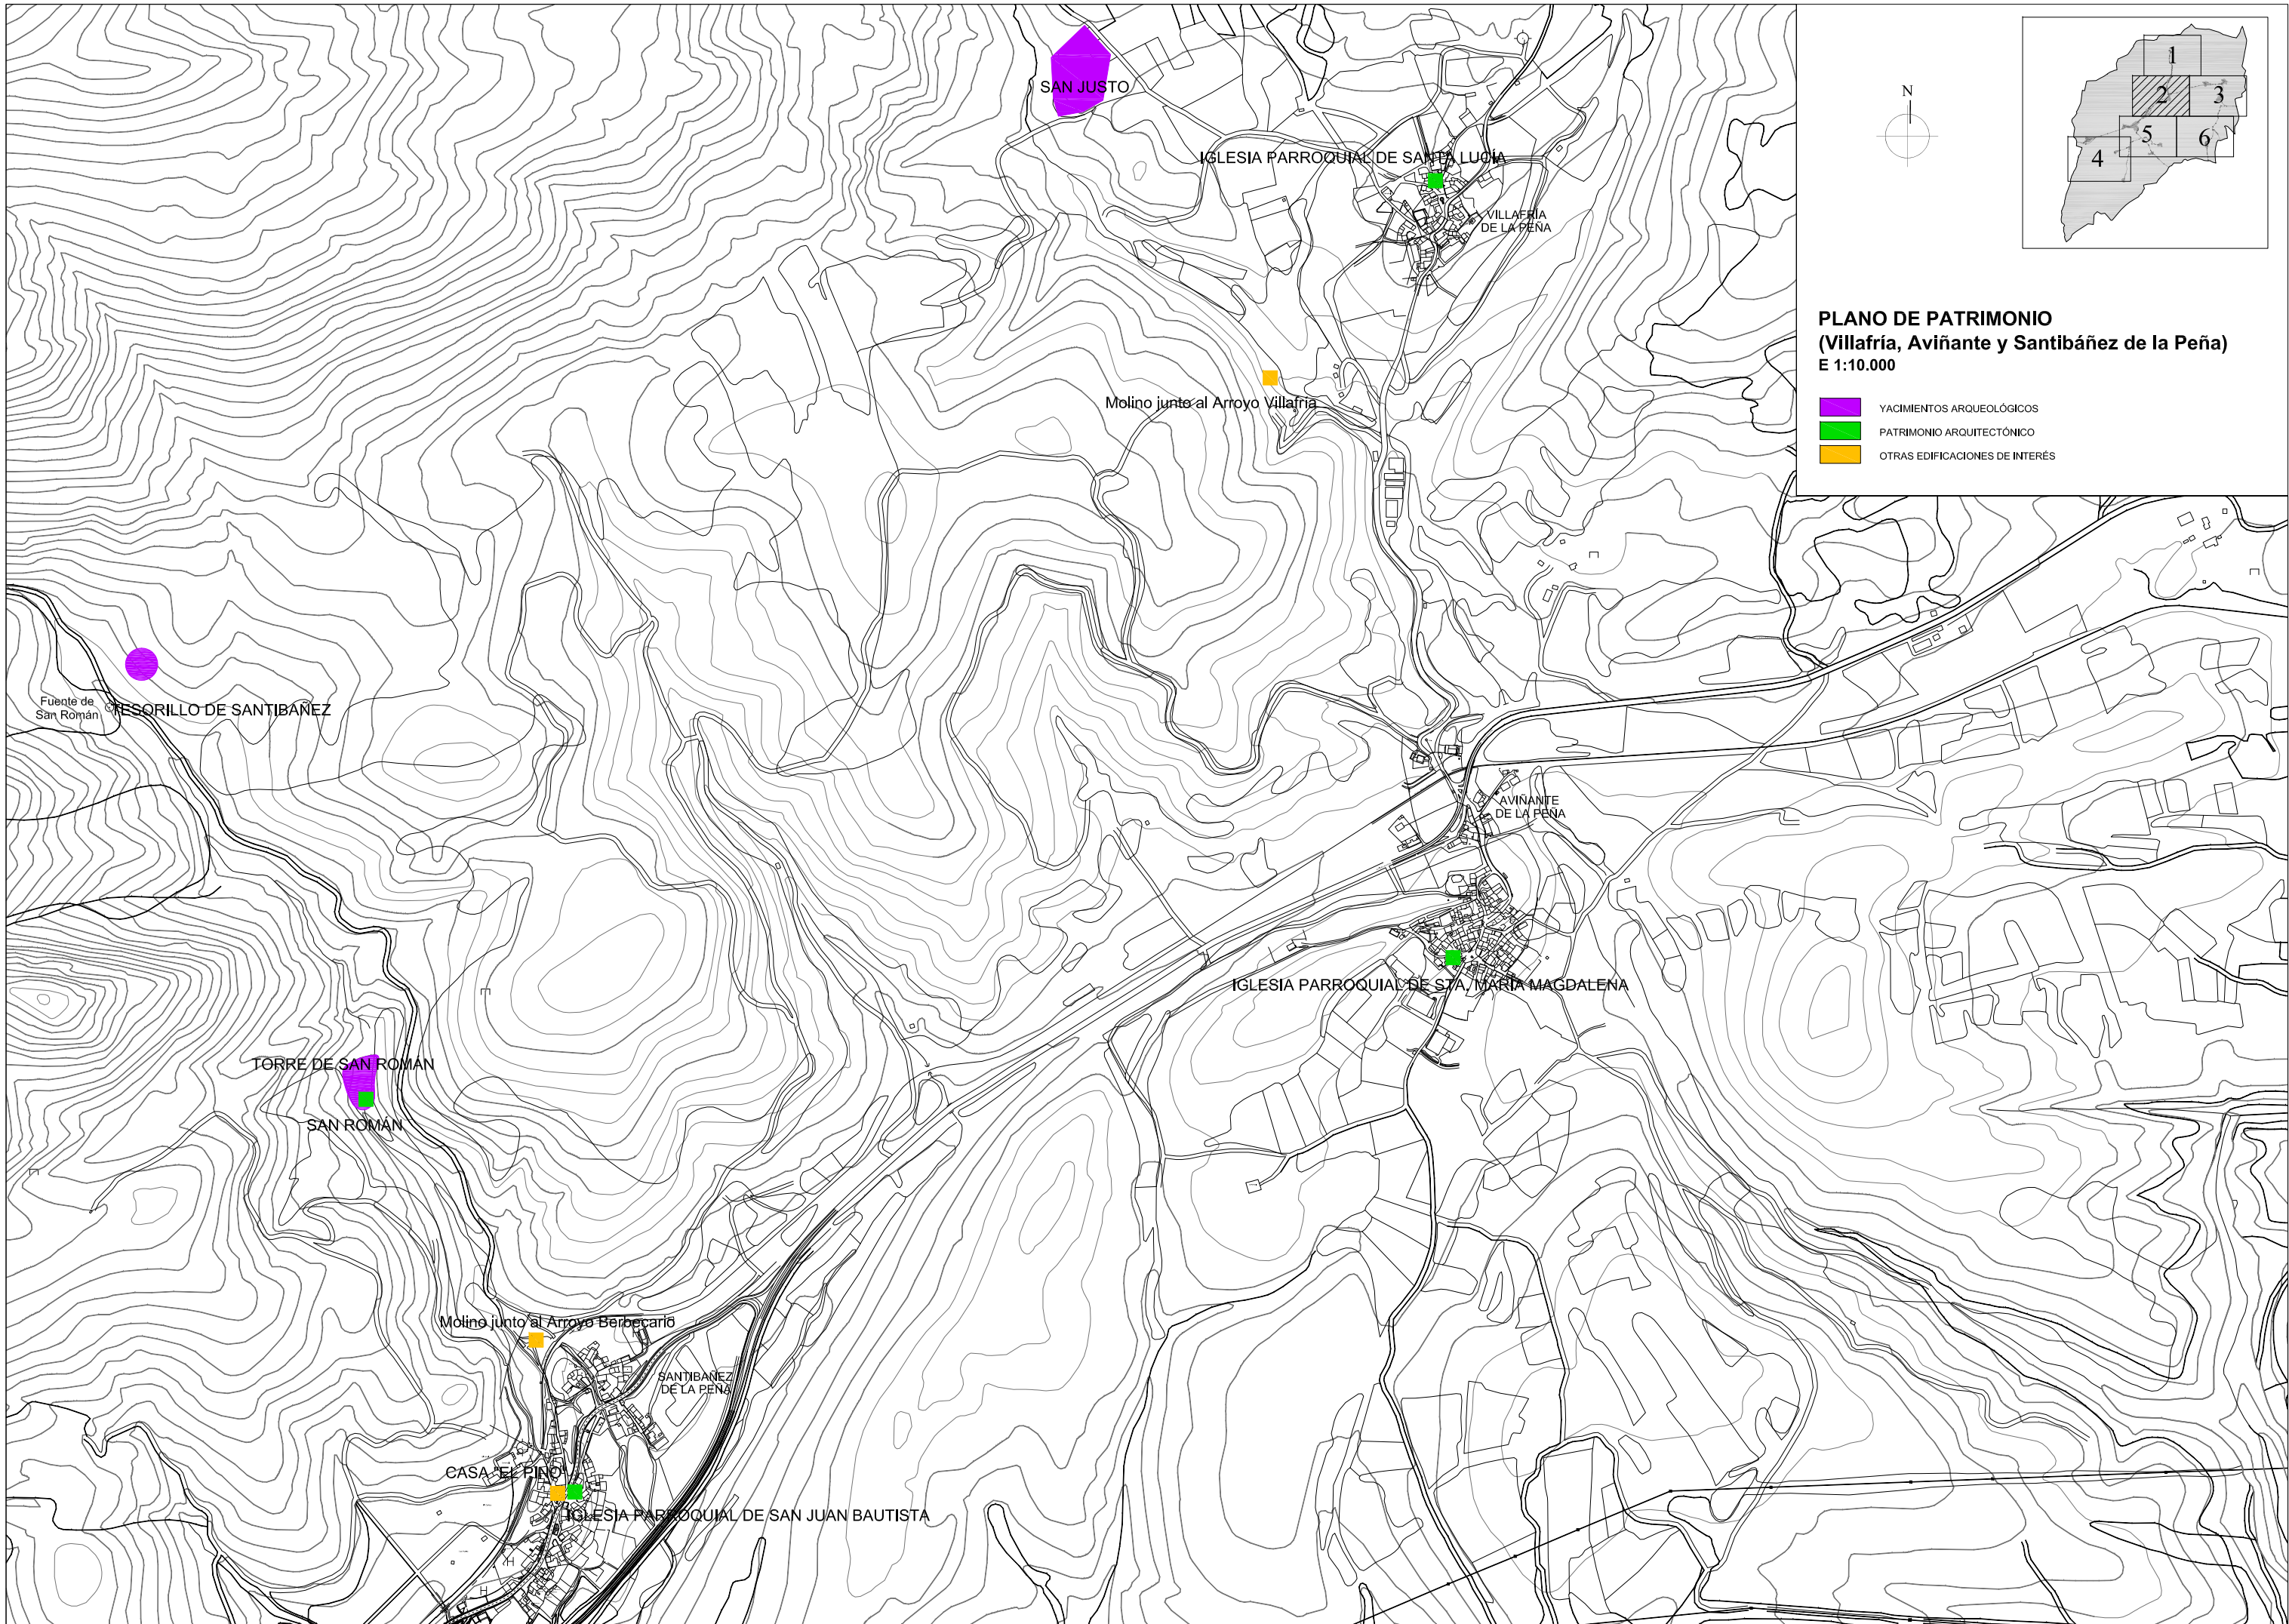 SAN JUSTO
IGLESIA PARROQUIAL DE SANTA LUCÍA
VILLAFRÍA
DE LA PEÑA
N
1
2
3
5
6
4
PLANO DE PATRIMONIO
(Villafría, Aviñante y Santibáñez de la Peña)
E 1:10.000
YACIMIENTOS ARQUEOLÓGICOS
PATRIMONIO ARQUITECTÓNICO
OTRAS EDIFICACIONES DE INTERÉS
Molino junto al Arroyo Villafría
Fuente de
San Román
TESORILLO DE SANTIBAÑEZ
AVIÑANTE
DE LA PEÑA
IGLESIA PARROQUIAL DE STA. MARÍA MAGDALENA
TORRE DE SAN ROMÁN
SAN ROMÁN
Molino junto al Arroyo Berbecario
SANTIBAÑEZ
DE LA PEÑA
CASA "EL PINO"
IGLESIA PARROQUIAL DE SAN JUAN BAUTISTA